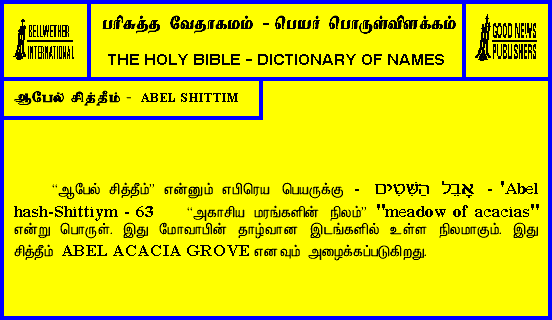 BELLWETHER
INTERNATIONAL
பரிசுத்த வேதாகமம் - பெயர் பொருள்விளக்கம்
THE HOLY BIBLE - DICTIONARY OF NAMES
GOOD NEWS
PUBLISHERS
ஆபேல் சித்தீம் - ABEL SHITTIM
“ஆபேல் சித்தீம்” என்னும் எபிரெய பெயருக்கு - אָבֵל הַשִּׁטִּים - 'Abel
hash-Shittiym - 63 “அகாசிய மரங்களின் நிலம்” "meadow of acacias"
என்று பொருள். இது மோவாபின் தாழ்வான இடங்களில் உள்ள நிலமாகும். இது
சித்தீம் ABEL ACACIA GROVE எனவும் அழைக்கப்படுகிறது.